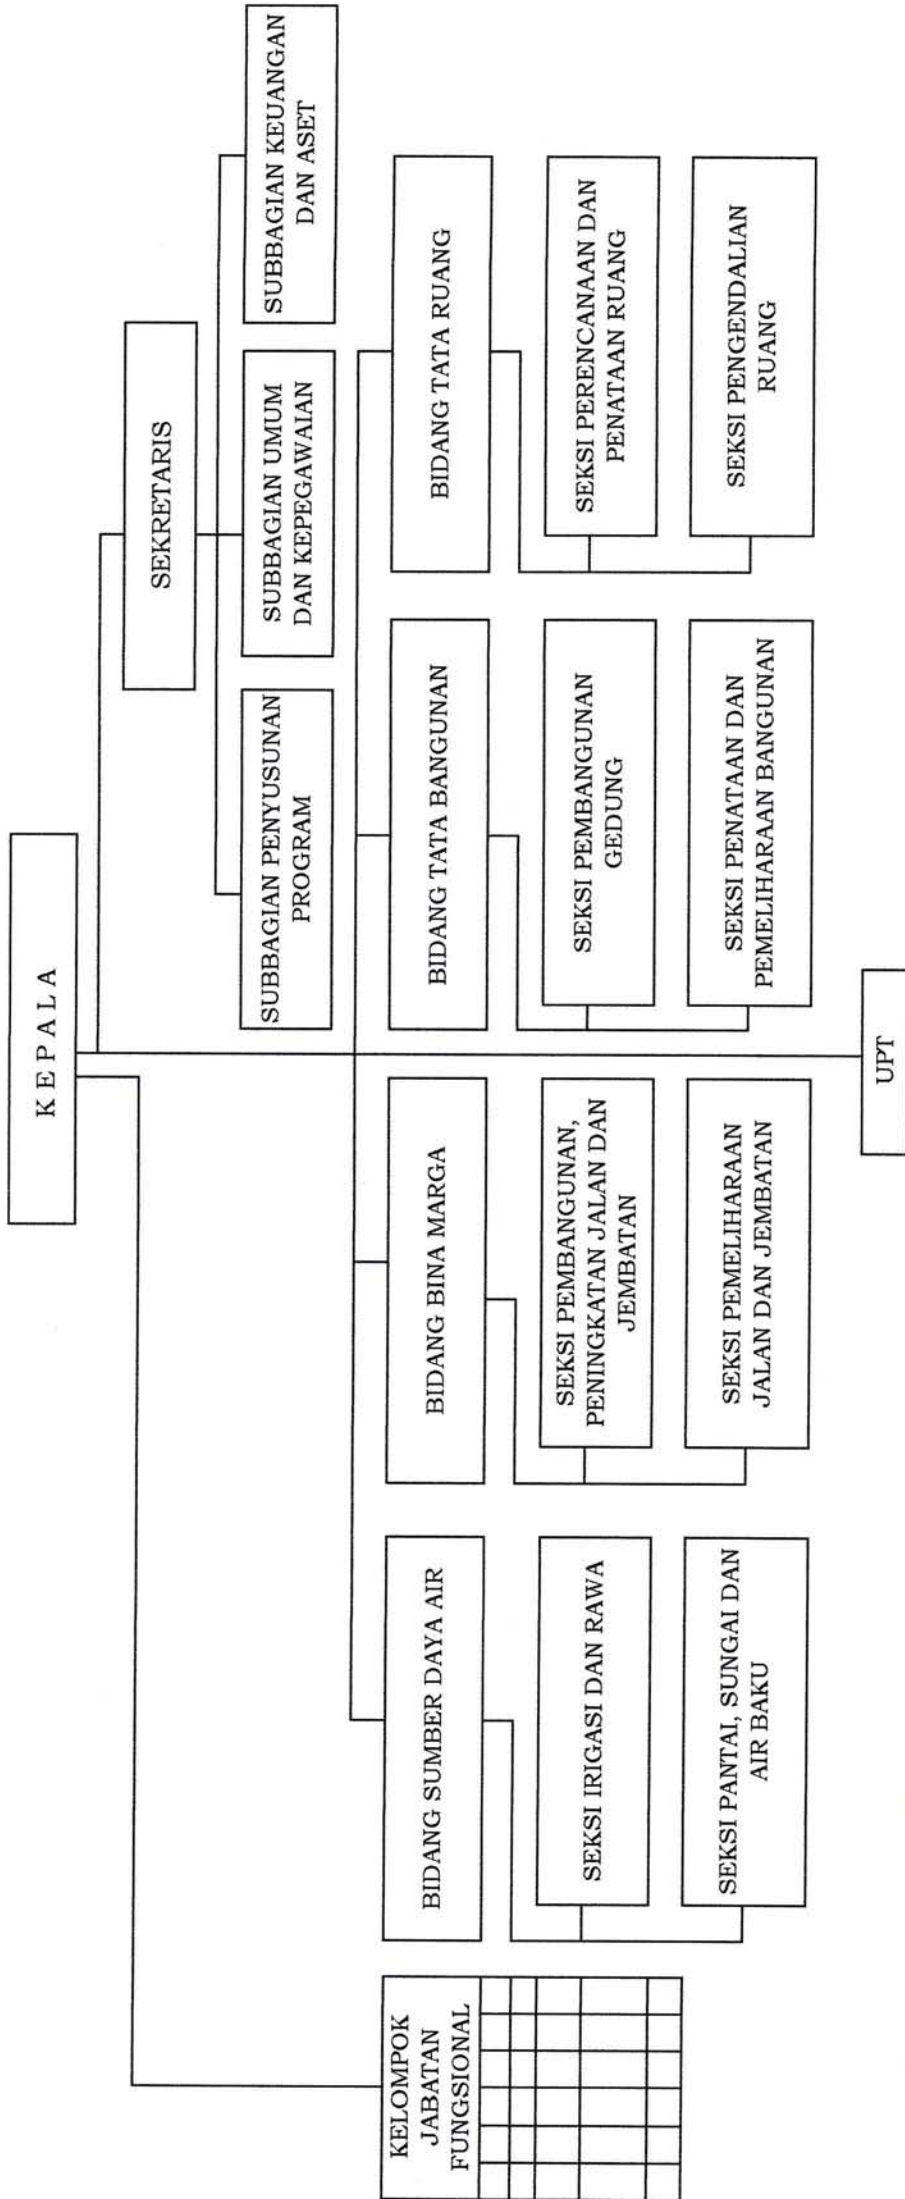 K E P A L A
SEKRETARIS
SUBBAGIAN PENYUSUNAN
PROGRAM
SUBBAGIAN UMUM
DAN KEPEGAWAIAN
SUBBAGIAN KEUANGAN
DAN ASET
KELOMPOK
JABATAN
FUNGSIONAL
BIDANG SUMBER DAYA AIR
SEKSI IRIGASI DAN RAWA
SEKSI PANTAI, SUNGAI DAN
AIR BAKU
BIDANG BINA MARGA
SEKSI PEMBANGUNAN,
PENINGKATAN JALAN DAN
JEMBATAN
SEKSI PEMELIHARAAN
JALAN DAN JEMBATAN
BIDANG TATA BANGUNAN
SEKSI PEMBANGUNAN
GEDUNG
SEKSI PENATAAN DAN
PEMELIHARAAN BANGUNAN
BIDANG TATA RUANG
SEKSI PERENCANAAN DAN
PENATAAN RUANG
SEKSI PENGENDALIAN
RUANG
UPT